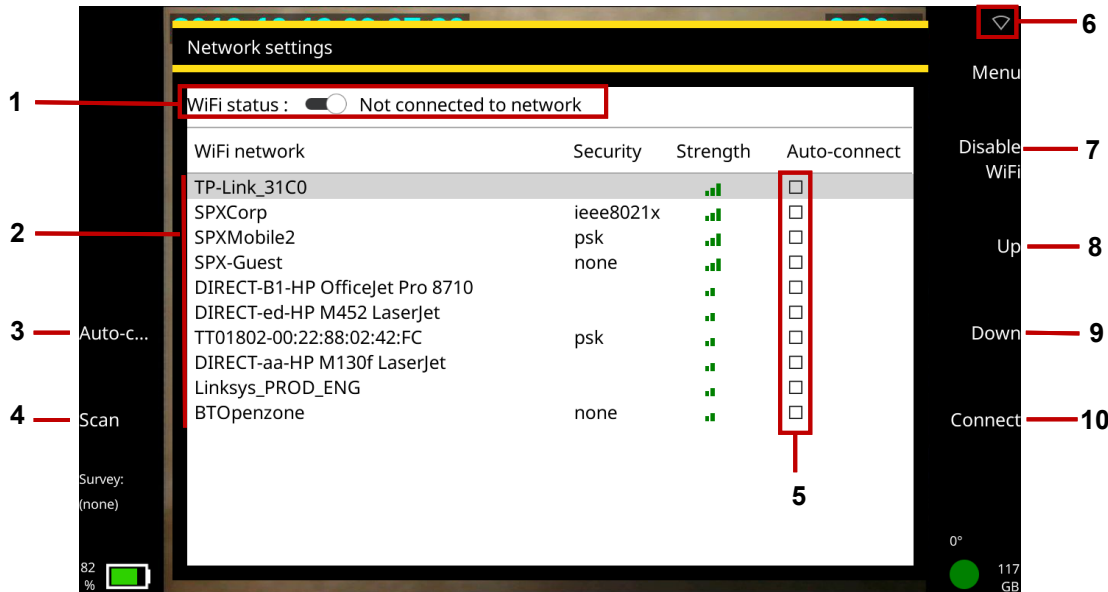 6
Network settings
Menu
1
WiFi status : Not connected to network
WiFi network Security Strength Auto-connect
Disable
WiFi
7
TP-Link_31C0
SPXCorp ieee8021x
2
SPXMobile2 psk
Up
8
SPX-Guest none
DIRECT-B1-HP OfficeJet Pro 8710
DIRECT-ed-HP M452 LaserJet
3
Auto-c...
TT01802-00:22:88:02:42:FC psk
Down
9
DIRECT-aa-HP M130f LaserJet
Linksys_PROD_ENG
4
Scan
BTOpenzone none
Connect
10
Survey:
(none)
5
0°
82
%
117
GB